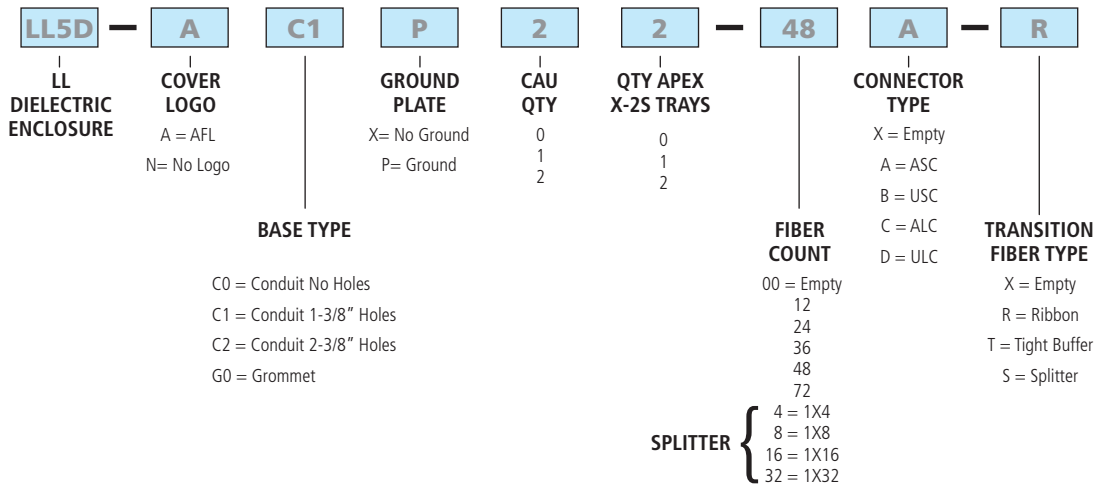 LL5D – A C1 P 2 2 – 48 A – R
LL DIELECTRIC ENCLOSURE
COVER LOGO
A = AFL
N= No Logo
BASE TYPE
C0 = Conduit No Holes
C1 = Conduit 1-3/8” Holes
C2 = Conduit 2-3/8” Holes
G0 = Grommet
GROUND PLATE
X= No Ground
P= Ground
CAU QTY
0
1
2
QTY APEX X-2S TRAYS
0
1
2
FIBER COUNT
00 = Empty
12
24
36
48
72
SPLITTER {
4 = 1X4
8 = 1X8
16 = 1X16
32 = 1X32
CONNECTOR TYPE
X = Empty
A = ASC
B = USC
C = ALC
D = ULC
TRANSITION FIBER TYPE
X = Empty
R = Ribbon
T = Tight Buffer
S = Splitter